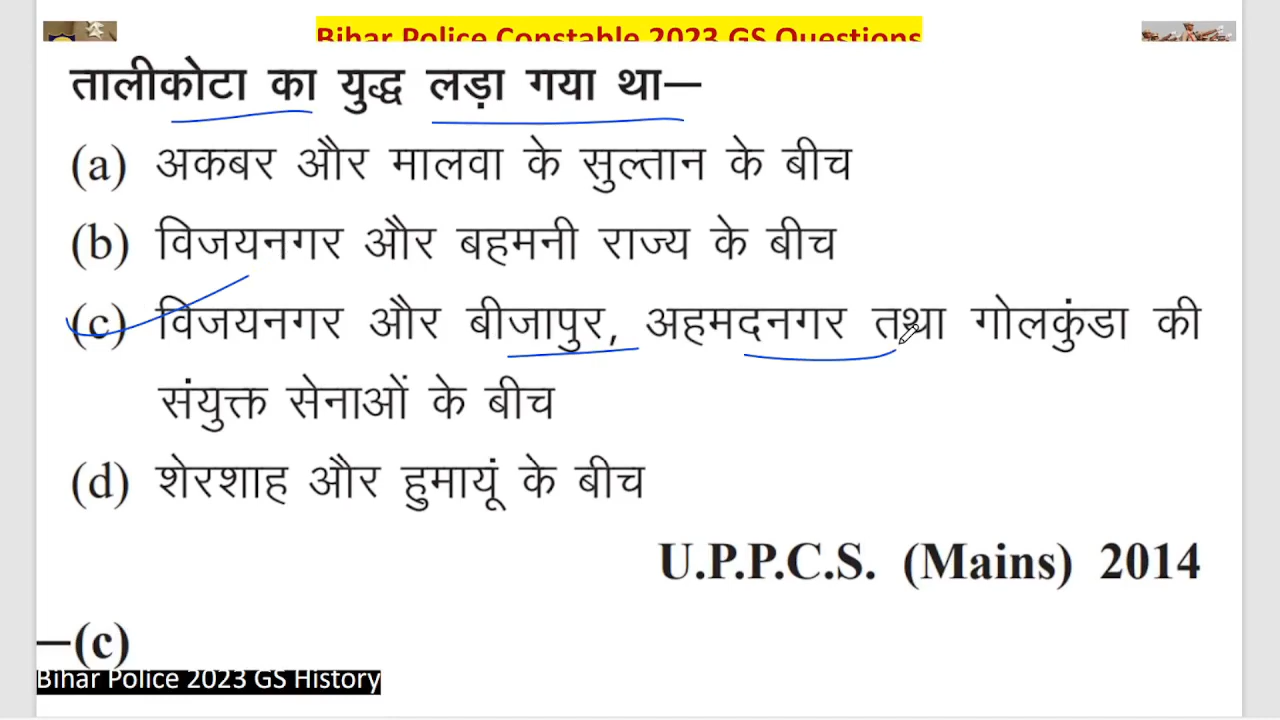 Bihar Police Constable 2023 GS Questions
तालीकोटा का युद्ध लड़ा गया था—
(a) अकबर और मालवा के सुल्तान के बीच
(b) विजयनगर और बहमनी राज्य के बीच
(c) विजयनगर और बीजापुर, अहमदनगर तथा गोलकुंडा की
संयुक्त सेनाओं के बीच
(d) शेरशाह और हुमायूं के बीच
U.P.P.C.S. (Mains) 2014
—(c)
Bihar Police 2023 GS History